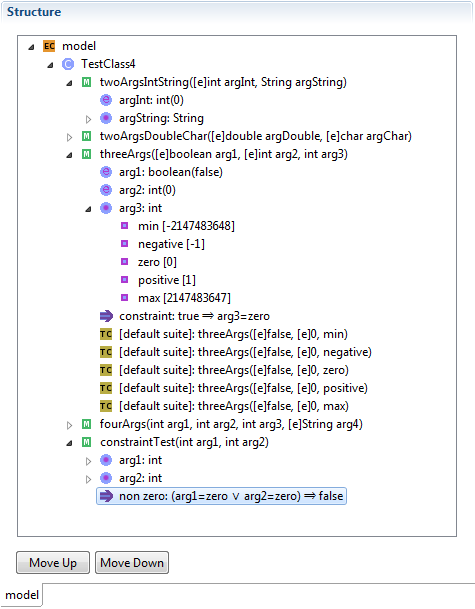 Structure
EC model
C TestClass4
M twoArgsIntString([e]int argInt, String argString)
e argInt: int(0)
argString: String
M twoArgsDoubleChar([e]double argDouble, [e]char argChar)
M threeArgs([e]boolean arg1, [e]int arg2, int arg3)
e arg1: boolean(false)
e arg2: int(0)
arg3: int
min [-2147483648]
negative [-1]
zero [0]
positive [1]
max [2147483647]
constraint: true ⇒ arg3=zero
TC [default suite]: threeArgs([e]false, [e]0, min)
TC [default suite]: threeArgs([e]false, [e]0, negative)
TC [default suite]: threeArgs([e]false, [e]0, zero)
TC [default suite]: threeArgs([e]false, [e]0, positive)
TC [default suite]: threeArgs([e]false, [e]0, max)
M fourArgs(int arg1, int arg2, int arg3, [e]String arg4)
M constraintTest(int arg1, int arg2)
arg1: int
arg2: int
non zero: (arg1=zero ∨ arg2=zero) ⇒ false
Move Up Move Down
model